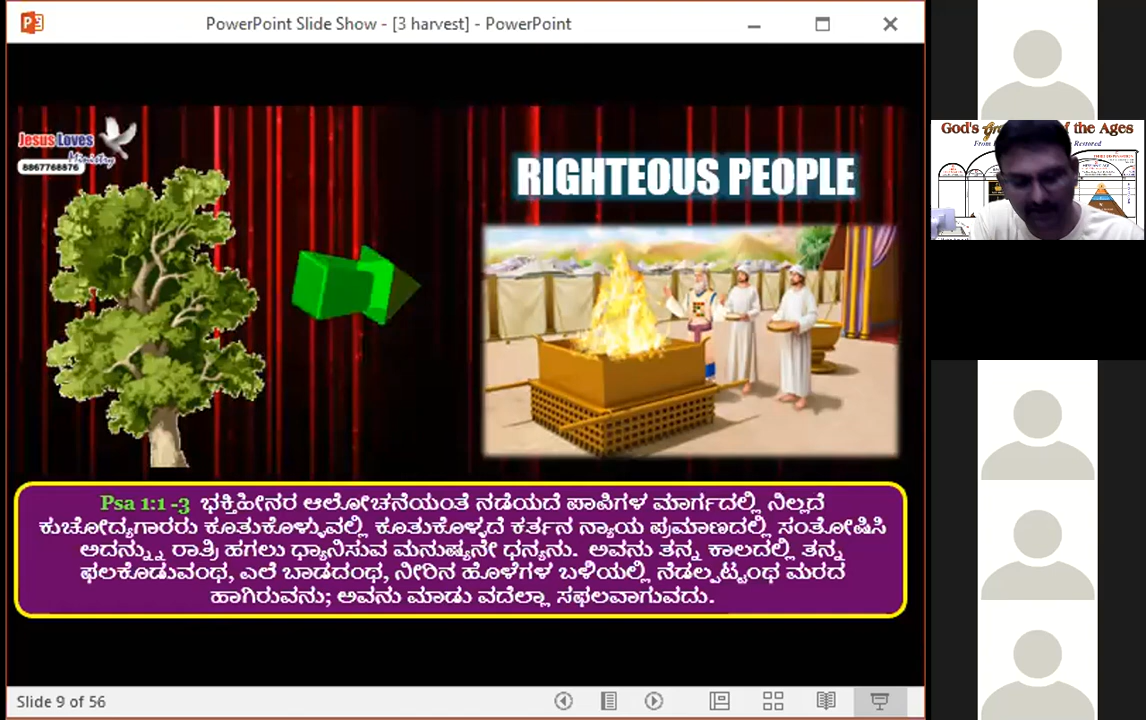 PowerPoint Slide Show - [3 harvest] - PowerPoint
Jesus Loves
Ministry
8867768876
RIGHTEOUS PEOPLE
Psa 1:1 -3 ಭಕ್ತಿಹೀನರ ಆಲೋಚನೆಯಂತೆ ನಡೆಯದೆ ಪಾಪಿಗಳ ಮಾರ್ಗದಲ್ಲಿ ನಿಲ್ಲದೆ
ಕುಚೋದ್ಯಗಾರರು ಕೂತುಕೊಳ್ಳುವಲ್ಲಿ ಕೂತುಕೊಳ್ಳದೆ ಕರ್ತನ ನ್ಯಾಯ ಪ್ರಮಾಣದಲ್ಲಿ ಸಂತೋಷಿಸಿ
ಅದನ್ನ್ನು ರಾತ್ರಿ ಹಗಲು ಧ್ಯಾನಿಸುವ ಮನುಷ್ಯನೇ ಧನ್ಯನು. ಅವನು ತನ್ನ ಕಾಲದಲ್ಲಿ ತನ್ನ
ಫಲಕೊಡುವಂಥ, ಎಲೆ ಬಾಡದಂಥ, ನೀರಿನ ಹೊಳೆಗಳ ಬಳಿಯಲ್ಲಿ ನೆಡಲ್ಪಟ್ಟಂಥ ಮರದ
ಹಾಗಿರುವನು; ಅವನು ಮಾಡು ವದೆಲ್ಲಾ ಸಫಲವಾಗುವದು.
Slide 9 of 56
God's of the Ages
Restored